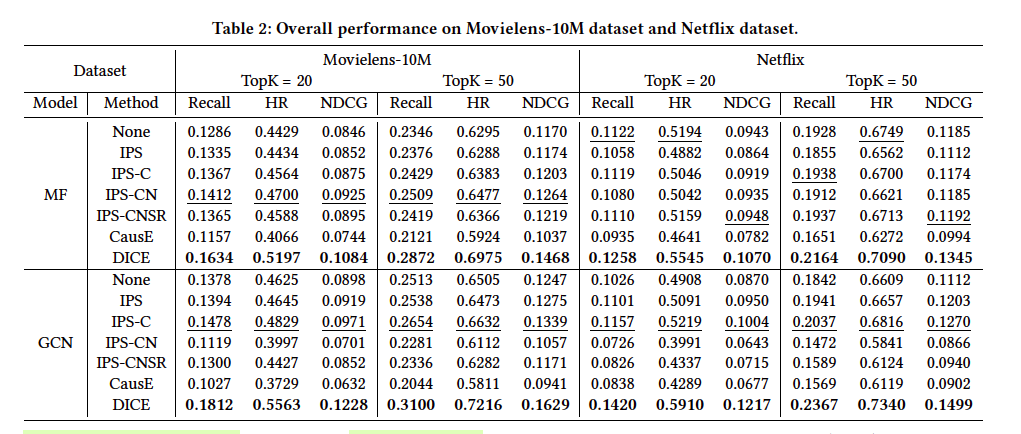 Table 2: Overall performance on Movielens-10M dataset and Netflix dataset.
Dataset Movielens-10M Netflix
TopK = 20 TopK = 50 TopK = 20 TopK = 50
Model Method Recall HR NDCG Recall HR NDCG Recall HR NDCG Recall HR NDCG
MF None 0.1286 0.4429 0.0846 0.2346 0.6295 0.1170 0.1122 0.5194 0.0943 0.1928 0.6749 0.1185
IPS 0.1335 0.4434 0.0852 0.2376 0.6288 0.1174 0.1058 0.4882 0.0864 0.1855 0.6562 0.1112
IPS-C 0.1367 0.4564 0.0875 0.2429 0.6383 0.1203 0.1119 0.5046 0.0919 0.1938 0.6700 0.1174
IPS-CN 0.1412 0.4700 0.0925 0.2509 0.6477 0.1264 0.1080 0.5042 0.0935 0.1912 0.6621 0.1185
IPS-CNSR 0.1365 0.4588 0.0895 0.2419 0.6366 0.1219 0.1110 0.5159 0.0948 0.1937 0.6713 0.1192
CausE 0.1157 0.4066 0.0744 0.2121 0.5924 0.1037 0.0935 0.4641 0.0782 0.1651 0.6272 0.0994
DICE 0.1634 0.5197 0.1084 0.2872 0.6975 0.1468 0.1258 0.5545 0.1070 0.2164 0.7090 0.1345
GCN None 0.1378 0.4625 0.0898 0.2513 0.6505 0.1247 0.1026 0.4908 0.0870 0.1842 0.6609 0.1112
IPS 0.1394 0.4645 0.0919 0.2538 0.6473 0.1275 0.1101 0.5091 0.0950 0.1941 0.6657 0.1203
IPS-C 0.1478 0.4829 0.0971 0.2654 0.6632 0.1339 0.1157 0.5219 0.1004 0.2037 0.6816 0.1270
IPS-CN 0.1119 0.3997 0.0701 0.2281 0.6112 0.1057 0.0726 0.3991 0.0643 0.1472 0.5841 0.0866
IPS-CNSR 0.1300 0.4427 0.0852 0.2336 0.6282 0.1171 0.0826 0.4337 0.0715 0.1589 0.6124 0.0940
CausE 0.1027 0.3729 0.0632 0.2044 0.5811 0.0941 0.0838 0.4289 0.0677 0.1569 0.6119 0.0902
DICE 0.1812 0.5563 0.1228 0.3100 0.7216 0.1629 0.1420 0.5910 0.1217 0.2367 0.7340 0.1499